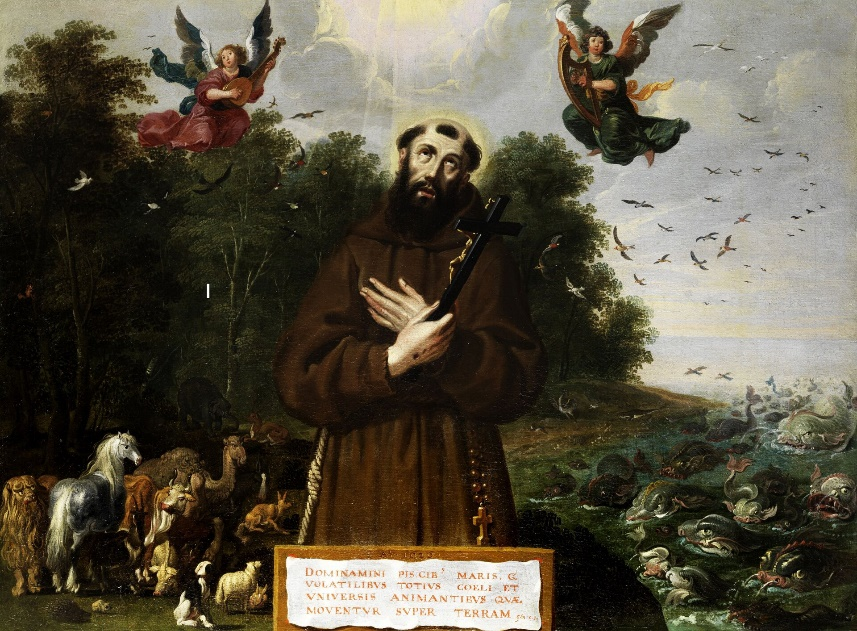 DOMINAMINI PISCIB' MARIS. &
VOLATILIBVS TOTIVS COELI ET
VNIVERSIS ANIMANTIBVS QVÆ
MOVENTVR SVPER TERRAM